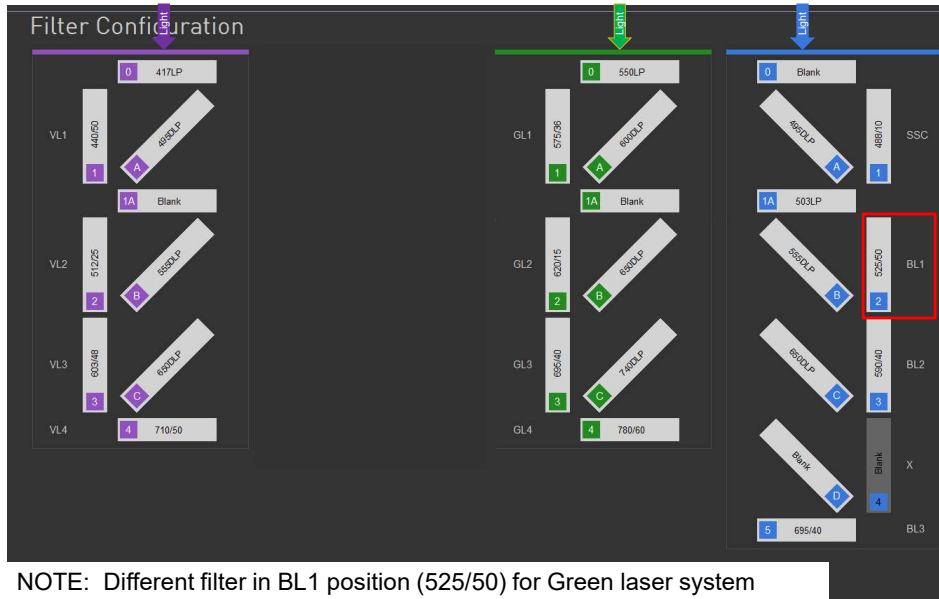 Light
Light
Light
Filter Configuration
0 417LP
VL1
440/50
1
495DLP
A
1A Blank
VL2
512/25
2
555DLP
B
VL3
603/48
3
650DLP
C
VL4
4 710/50
0 550LP
GL1
575/36
1
600DLP
A
1A Blank
GL2
620/15
2
650DLP
B
GL3
695/40
3
740DLP
C
GL4
4 780/60
0 Blank
495DLP
A
488/10
1
SSC
1A 503LP
555DLP
B
525/50
2
BL1
650DLP
C
590/40
3
BL2
Blank
D
Blank
4
X
5 695/40
BL3
NOTE: Different filter in BL1 position (525/50) for Green laser system